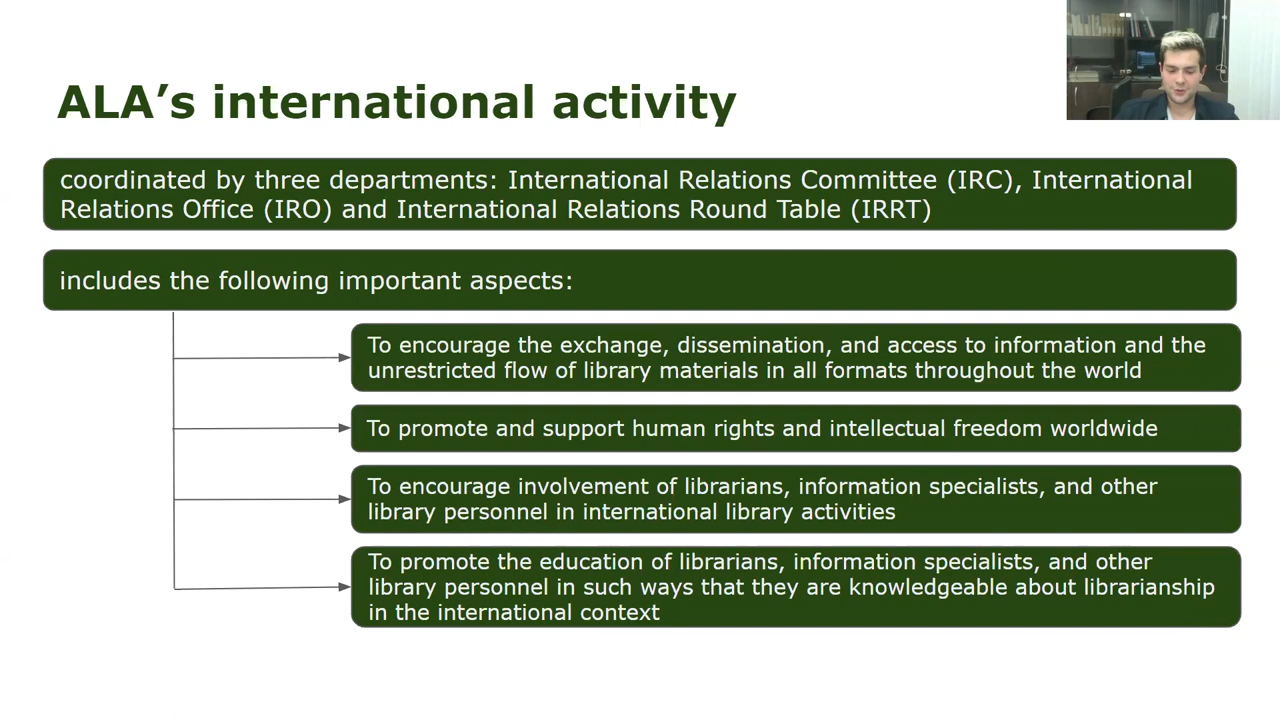 ALA’s international activity
coordinated by three departments: International Relations Committee (IRC), International
Relations Office (IRO) and International Relations Round Table (IRRT)
includes the following important aspects:
To encourage the exchange, dissemination, and access to information and the
unrestricted flow of library materials in all formats throughout the world
To promote and support human rights and intellectual freedom worldwide
To encourage involvement of librarians, information specialists, and other
library personnel in international library activities
To promote the education of librarians, information specialists, and other
library personnel in such ways that they are knowledgeable about librarianship
in the international context